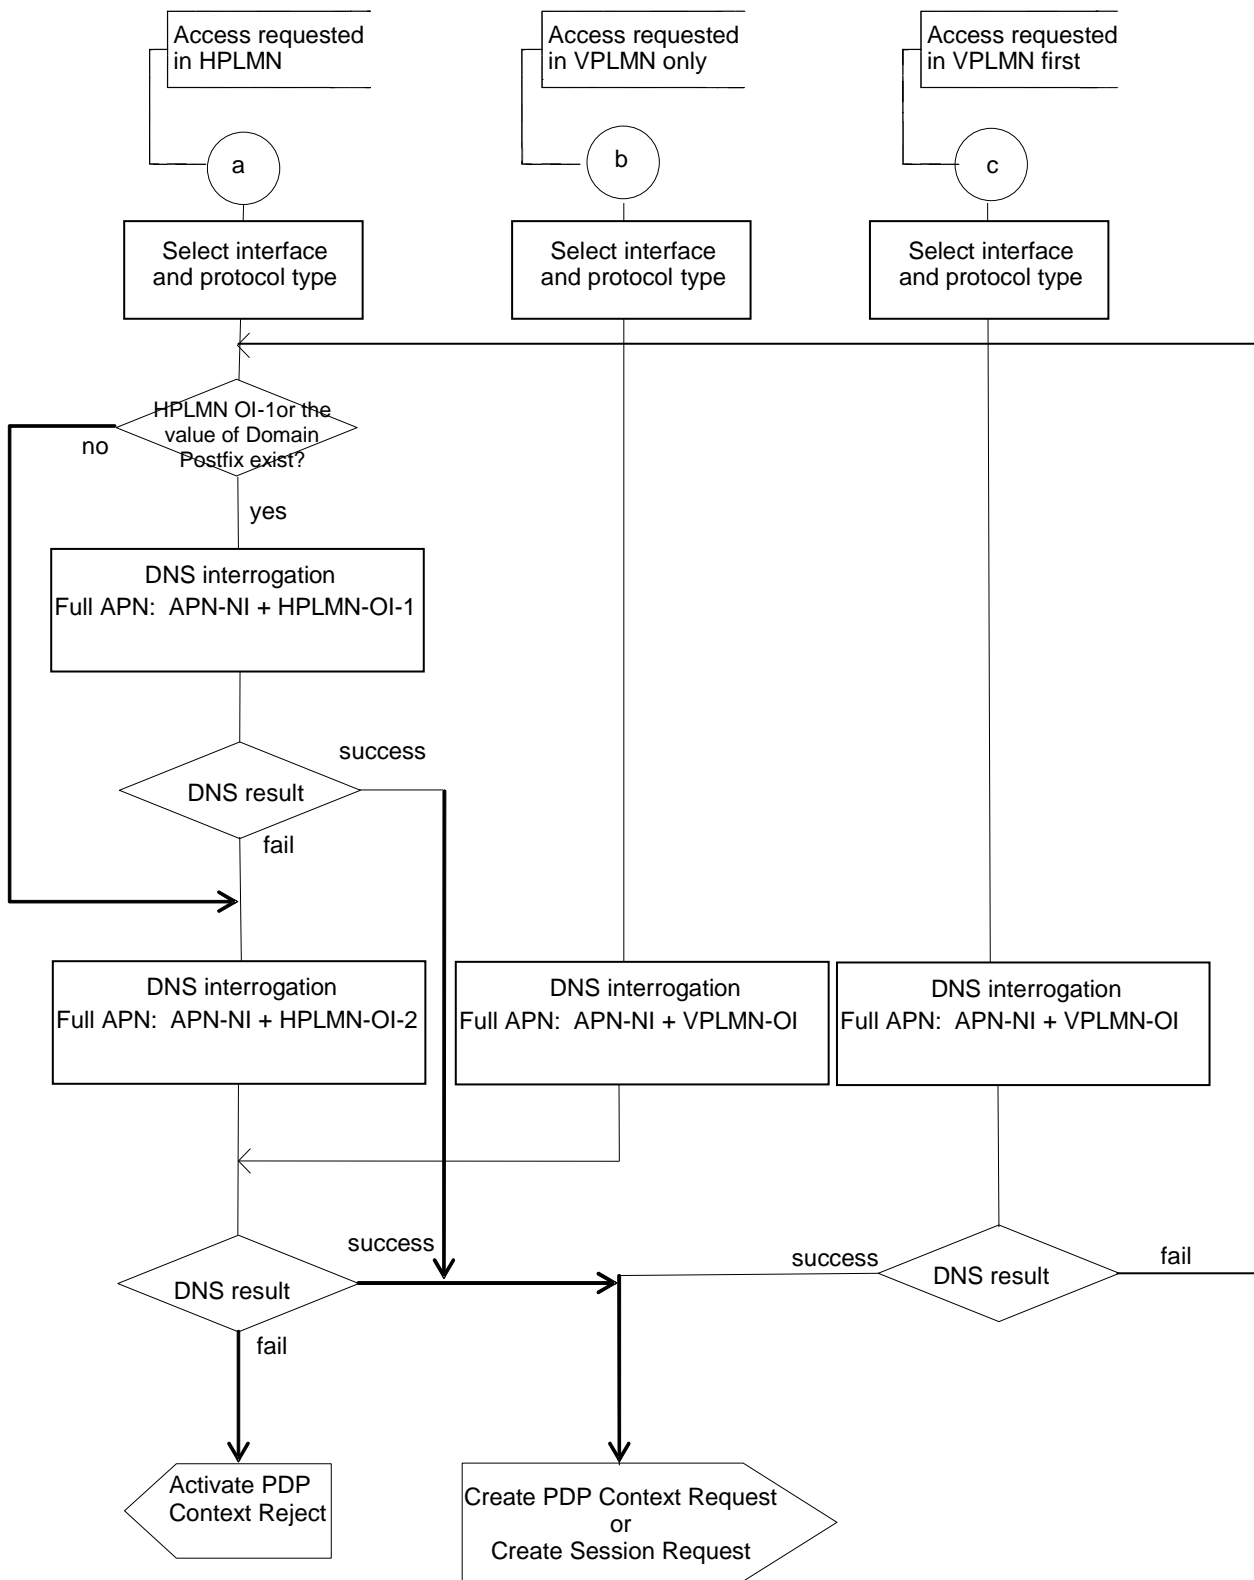 Access requested
in HPLMN
Access requested
in VPLMN only
Access requested
in VPLMN first
a
b
c
Select interface
and protocol type
Select interface
and protocol type
Select interface
and protocol type
HPLMN OI-1or the
value of Domain
Postfix exist?
no
yes
DNS interrogation
Full APN: APN-NI + HPLMN-OI-1
success
DNS result
fail
DNS interrogation
Full APN: APN-NI + HPLMN-OI-2
DNS interrogation
Full APN: APN-NI + VPLMN-OI
DNS interrogation
Full APN: APN-NI + VPLMN-OI
success
DNS result
fail
success
DNS result
fail
Activate PDP
Context Reject
Create PDP Context Request
or
Create Session Request